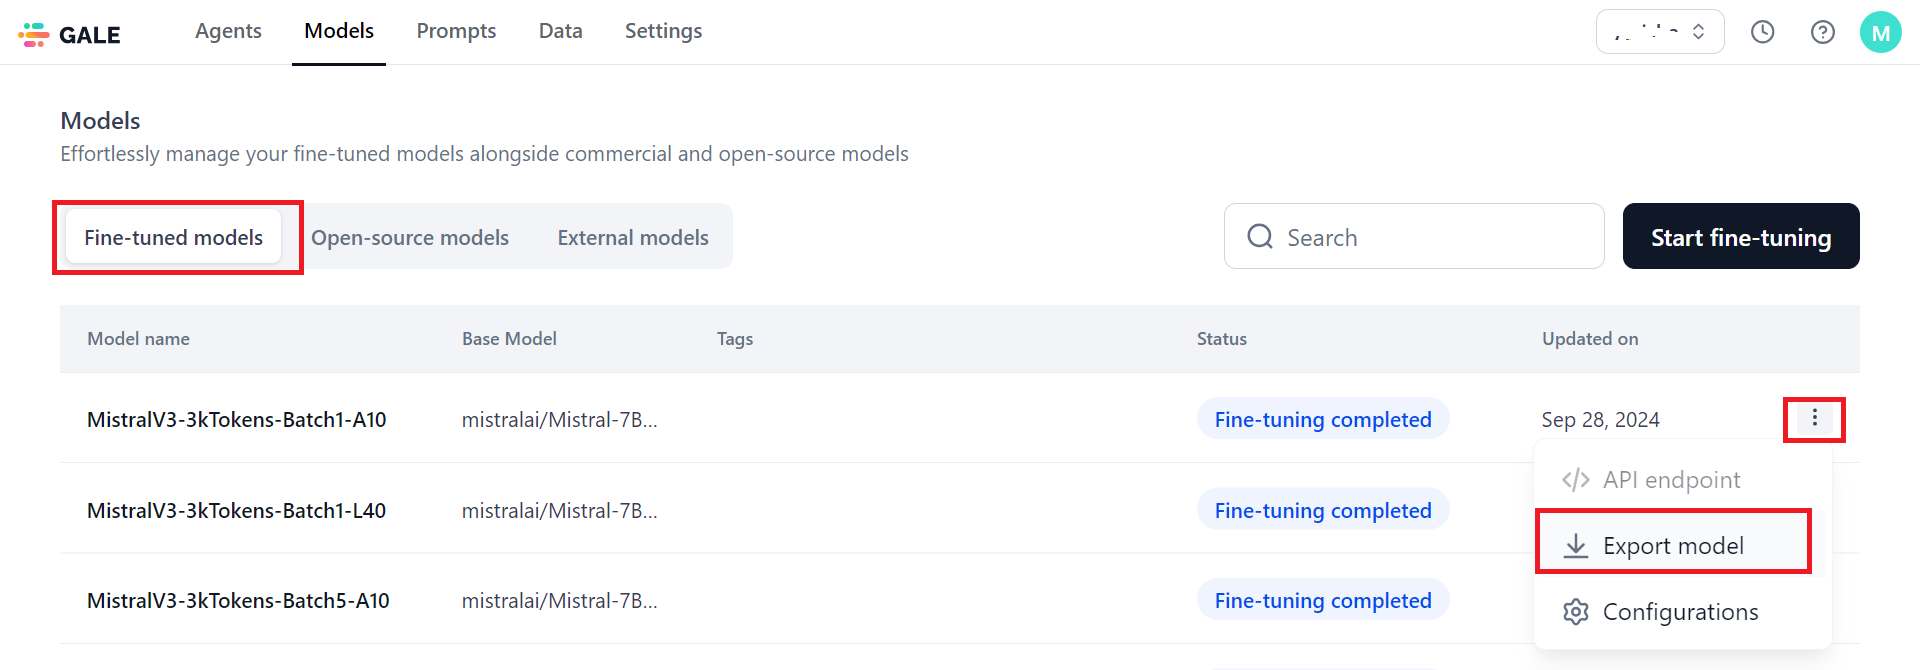 GALE Agents Models Prompts Data Settings M
Models
Effortlessly manage your fine-tuned models alongside commercial and open-source models
Fine-tuned models Open-source models External models Search Start fine-tuning
Model name Base Model Tags Status Updated on
MistralV3-3kTokens-Batch1-A10 mistralai/Mistral-7B... Fine-tuning completed Sep 28, 2024
API endpoint
MistralV3-3kTokens-Batch1-L40 mistralai/Mistral-7B... Fine-tuning completed
Export model
MistralV3-3kTokens-Batch5-A10 mistralai/Mistral-7B... Fine-tuning completed
Configurations